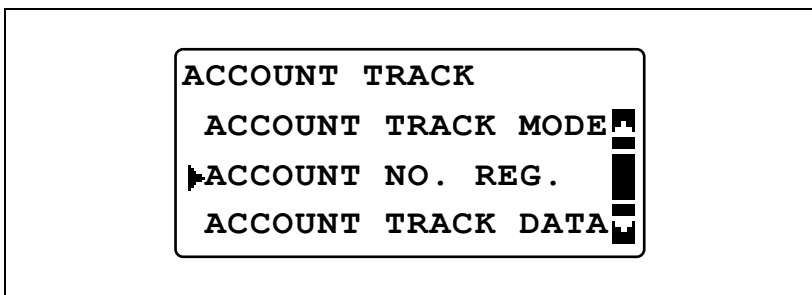 ACCOUNT TRACK
ACCOUNT TRACK MODE
ACCOUNT NO. REG.
ACCOUNT TRACK DATA